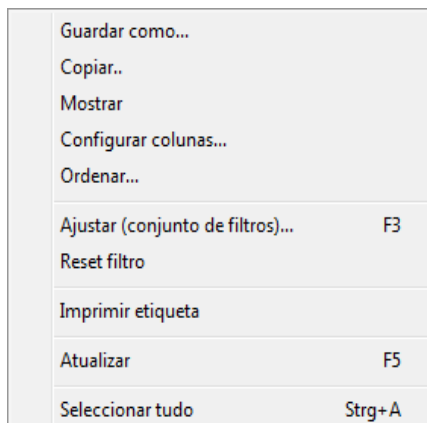 Guardar como...
Copiar..
Mostrar
Configurar colunas...
Ordenar...
Ajustar (conjunto de filtros)... F3
Reset filtro
Imprimir etiqueta
Atualizar F5
Seleccionar tudo Strg+A